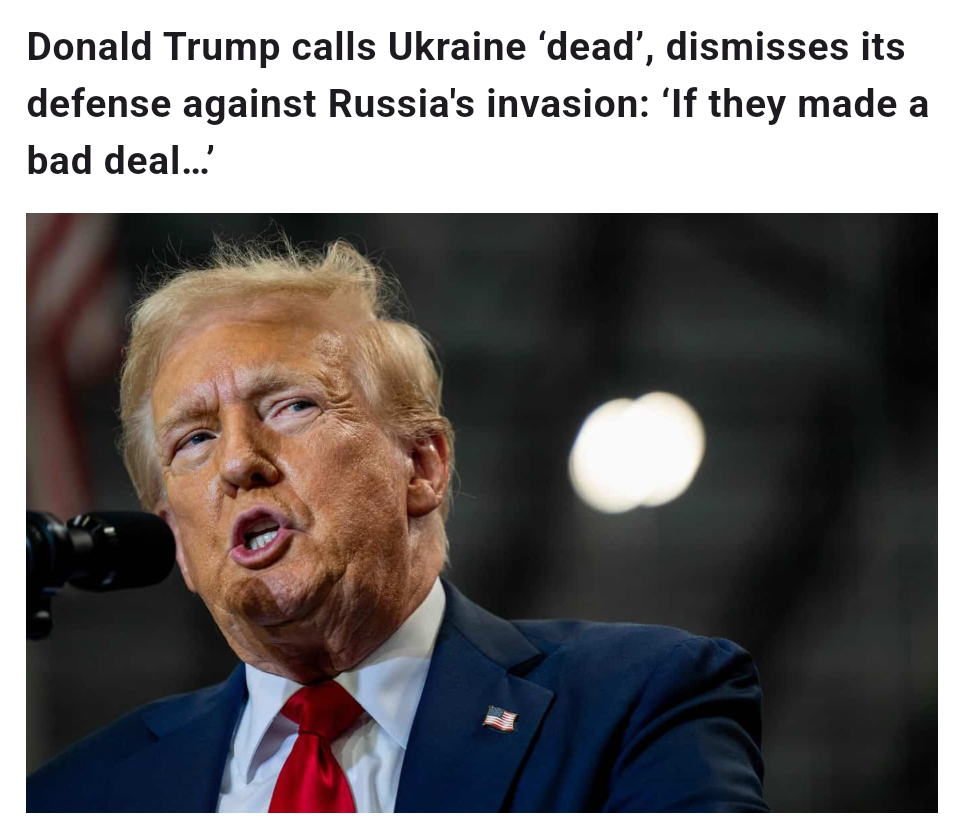 Donald Trump calls Ukraine ‘dead’, dismisses its
defense against Russia's invasion: ‘If they made a
bad deal…’